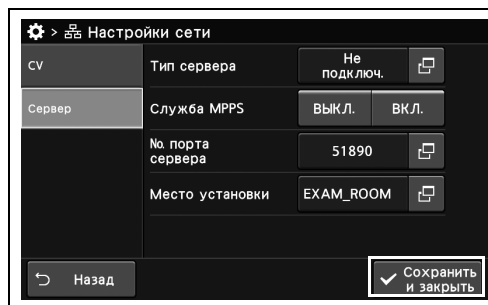 > Настройки сети
CV
Сервер
Тип сервера
Не
подключ.
Служба MPPS
ВЫКЛ.
ВКЛ.
№. порта
сервера
51890
Место установки
EXAM_ROOM
Назад
Сохранить
и закрыть